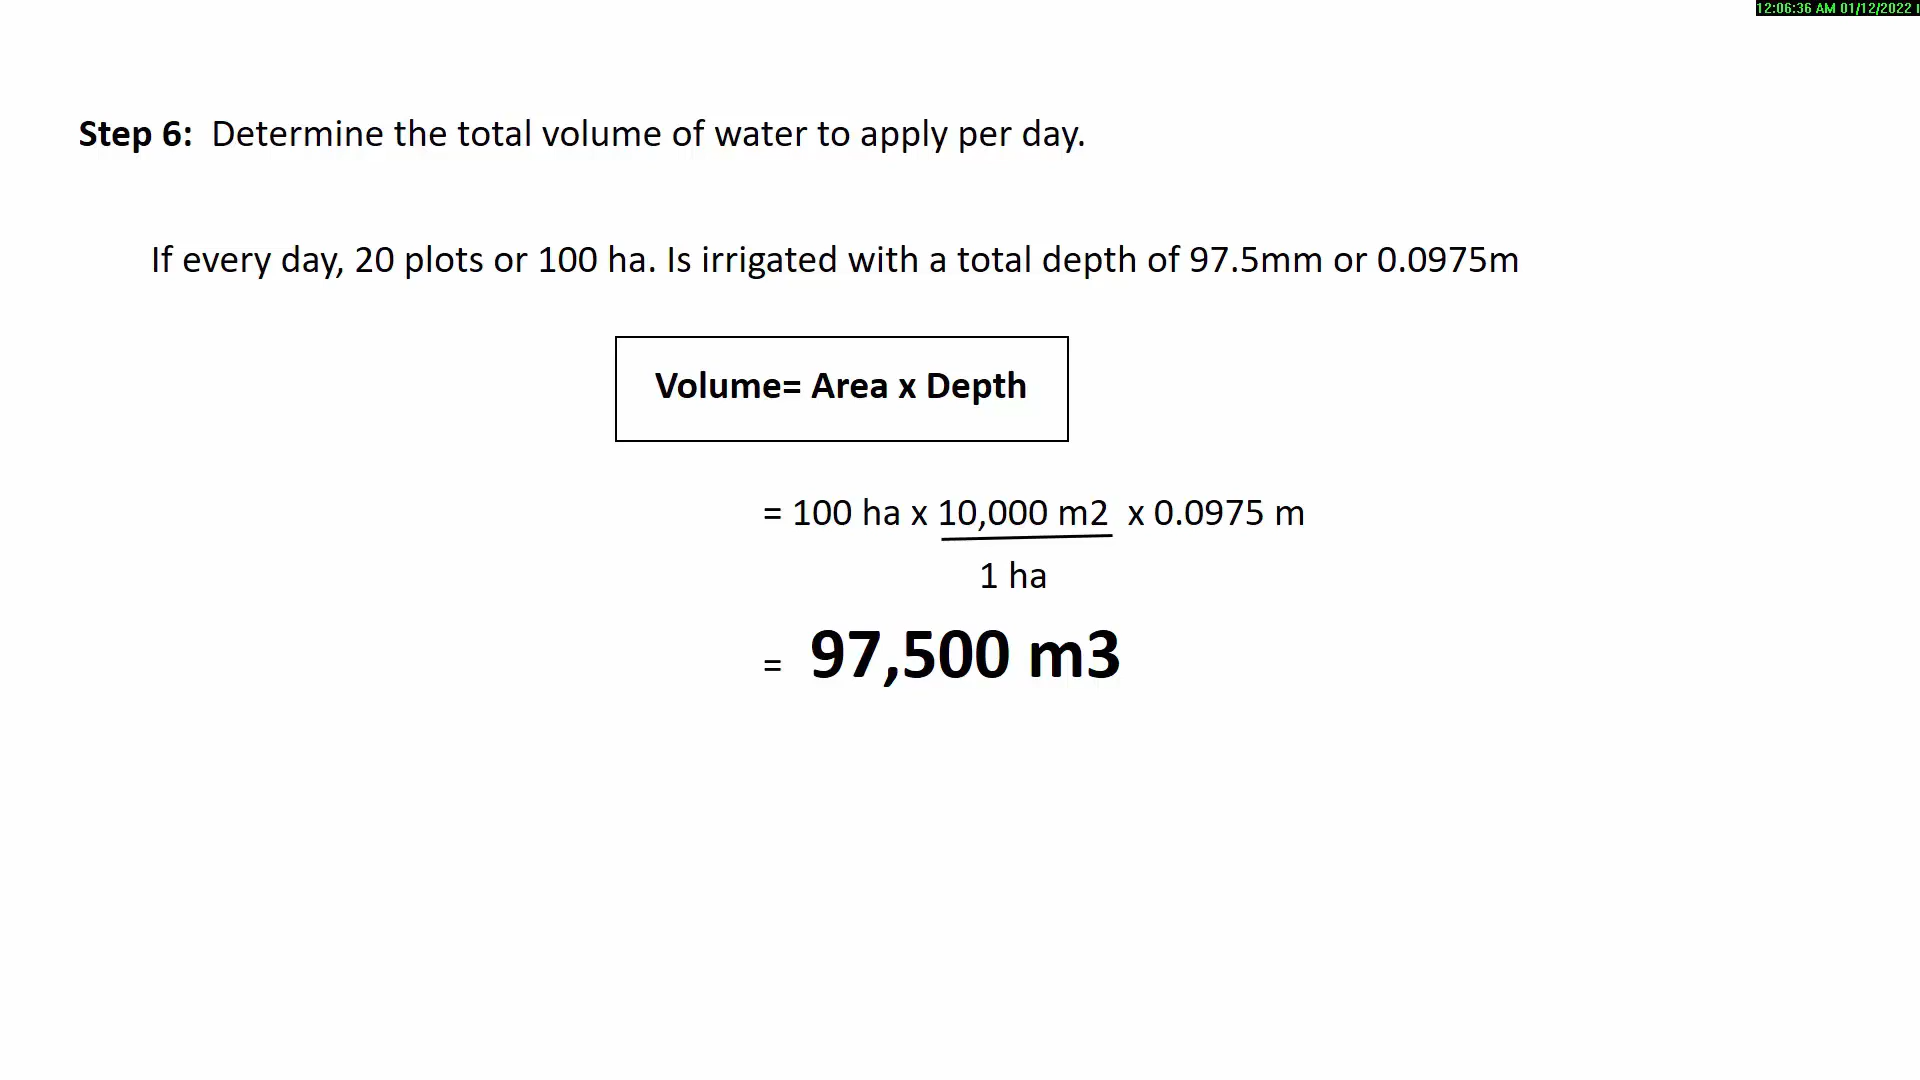 12:06:36 AM 01/12/2022
Step 6: Determine the total volume of water to apply per day.
If every day, 20 plots or 100 ha. Is irrigated with a total depth of 97.5mm or 0.0975m
Volume= Area x Depth
= 100 ha x 10,000 m2 x 0.0975 m
1 ha
= 97,500 m3